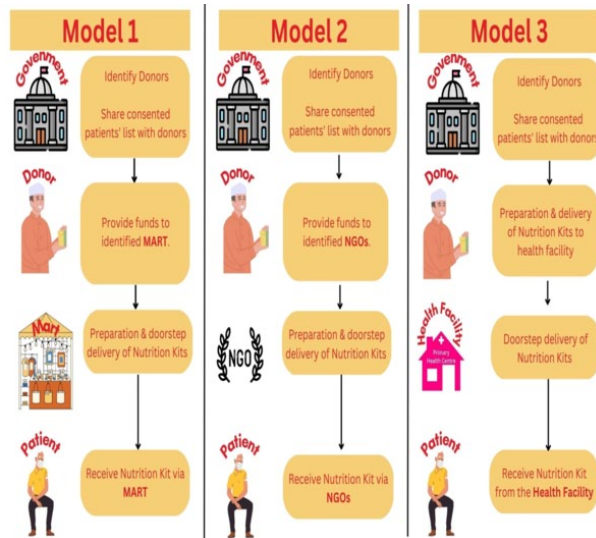 Model 1
Govenment
Identify Donors
Share consented
patients' list with donors
Donor
Provide funds to
identified MART.
Mart
Preparation & doorstep
delivery of Nutrition Kits
Patient
Receive Nutrition Kit via
MART
Model 2
Govenment
Identify Donors
Share consented
patients' list with donors
Donor
Provide funds to
identified NGOs.
NGO
Preparation & doorstep
delivery of Nutrition Kits
Patient
Receive Nutrition Kit via
NGOs
Model 3
Govenment
Identify Donors
Share consented
patients' list with donors
Donor
Preparation & delivery
of Nutrition Kits to
health facility
Health Facility
Primary
Health Centre
Doorstep delivery of
Nutrition Kits
Patient
Receive Nutrition Kit
from the Health Facility